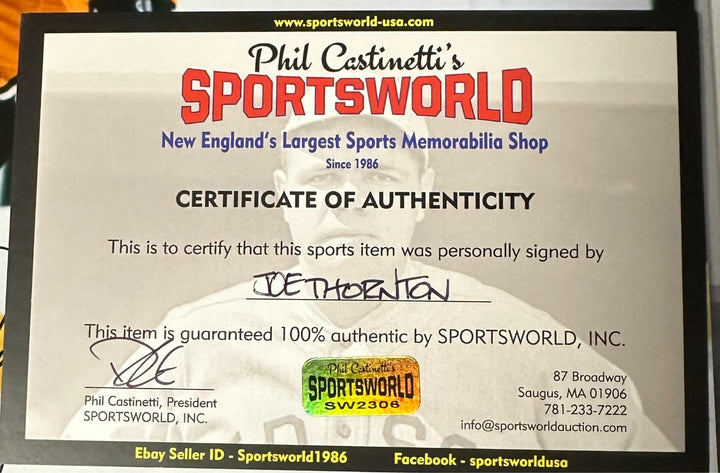 www.sportsworld-usa.com
Phil Castinetti's
SPORTSWORLD
New England's Largest Sports Memorabilia Shop
Since 1986
CERTIFICATE OF AUTHENTICITY
This is to certify that this sports item was personally signed by
JOE THORNTON
This item is guaranteed 100% authentic by SPORTSWORLD, INC.
Phil Castinetti, President
SPORTSWORLD, INC.
Phil Castinetti's
SPORTSWORLD
SW2306
87 Broadway
Saugus, MA 01906
781-233-7222
info@sportsworldauction.com
Ebay Seller ID - Sportsworld1986
Facebook - sportsworldusa